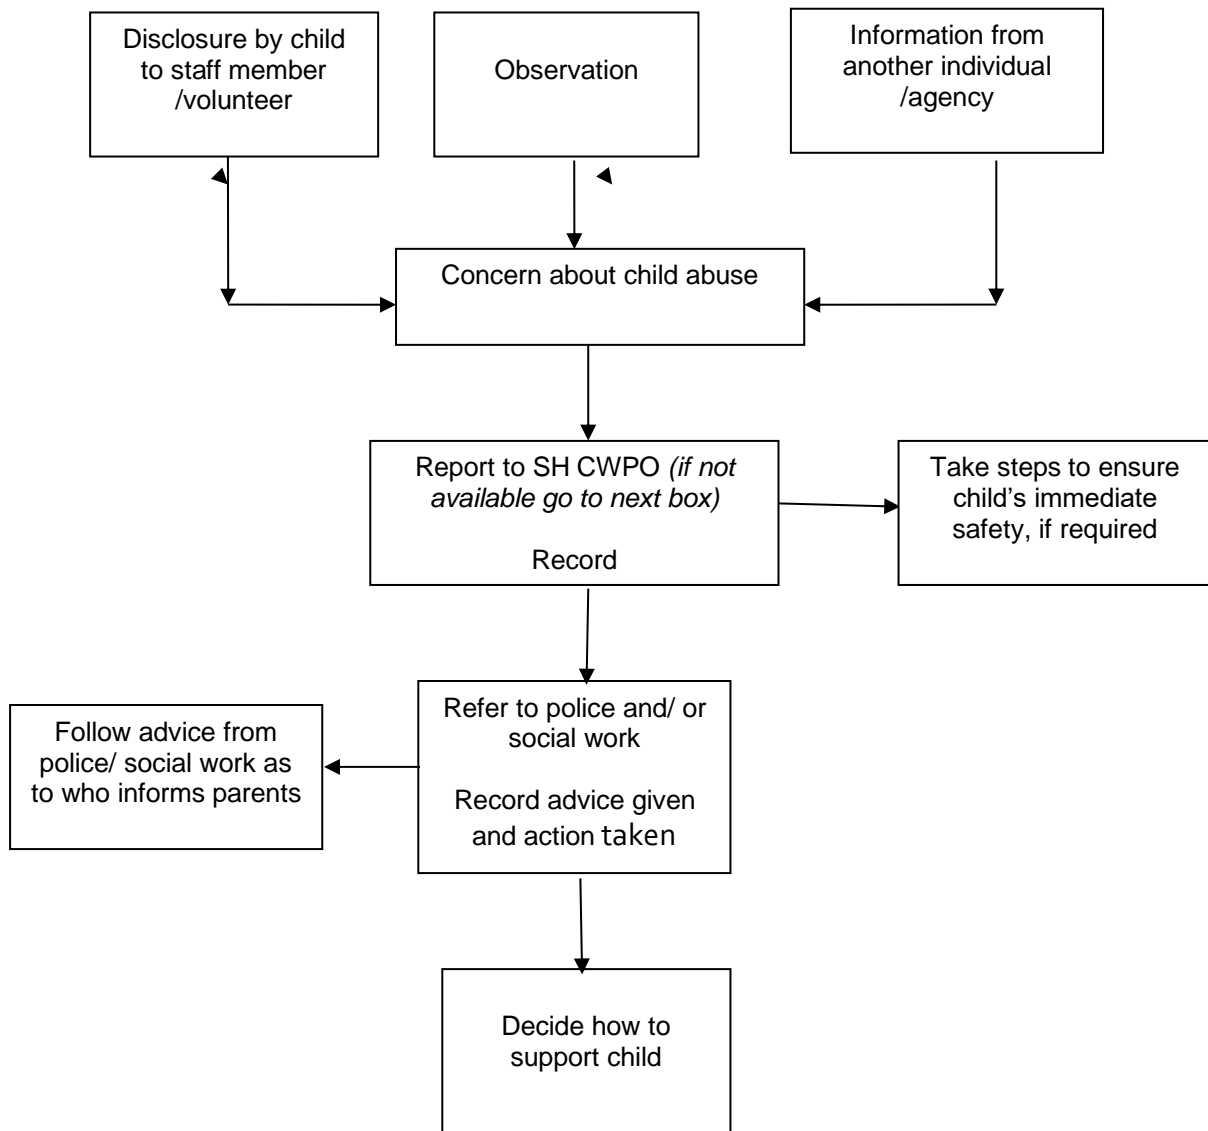 Disclosure by child
to staff member
/volunteer
Observation
Information from
another individual
/agency
Concern about child abuse
Report to SH CWPO (if not
available go to next box)
Record
Take steps to ensure
child’s immediate
safety, if required
Refer to police and/ or
social work
Record advice given
and action taken
Follow advice from
police/ social work as
to who informs parents
Decide how to
support child